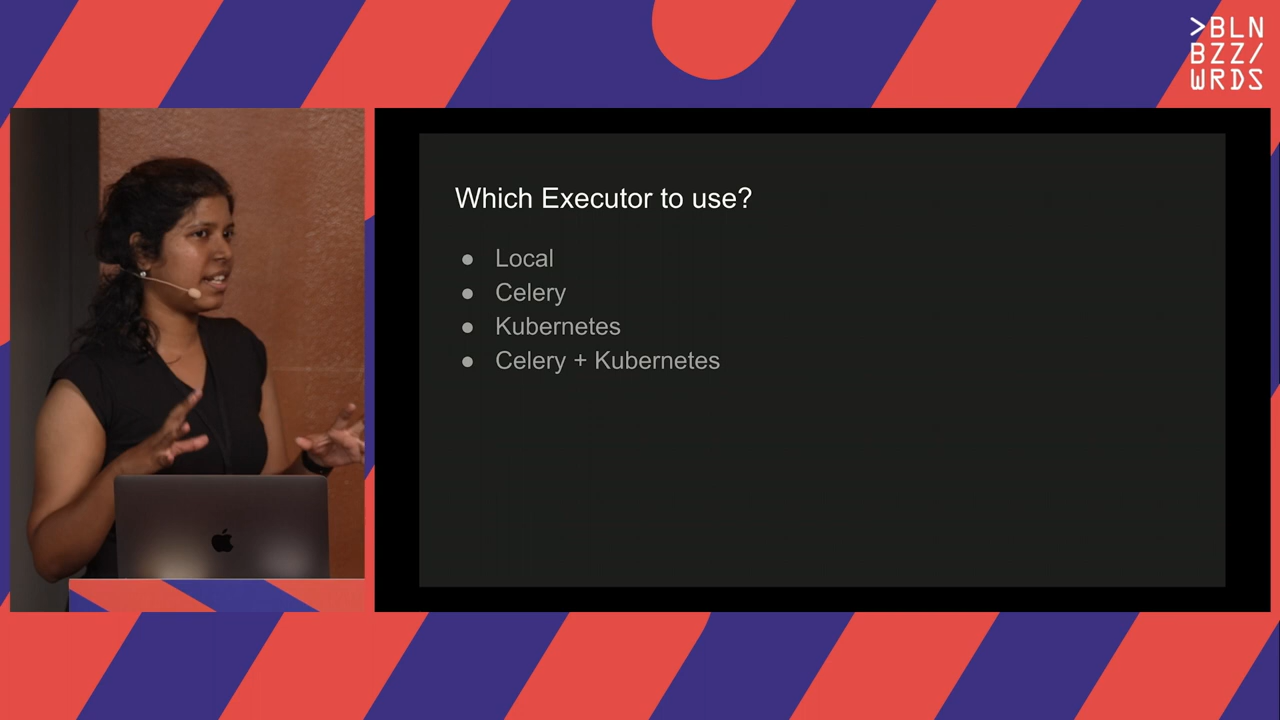 >BLN
BZZ/
WRDS
Which Executor to use?
● Local
● Celery
● Kubernetes
● Celery + Kubernetes